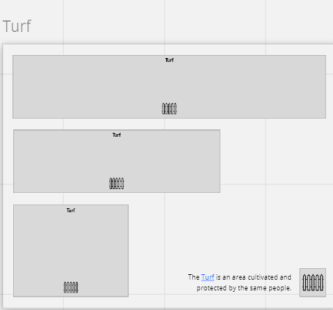 Turf
Turf
Turf
Turf
The Turf is an area cultivated and
protected by the same people.